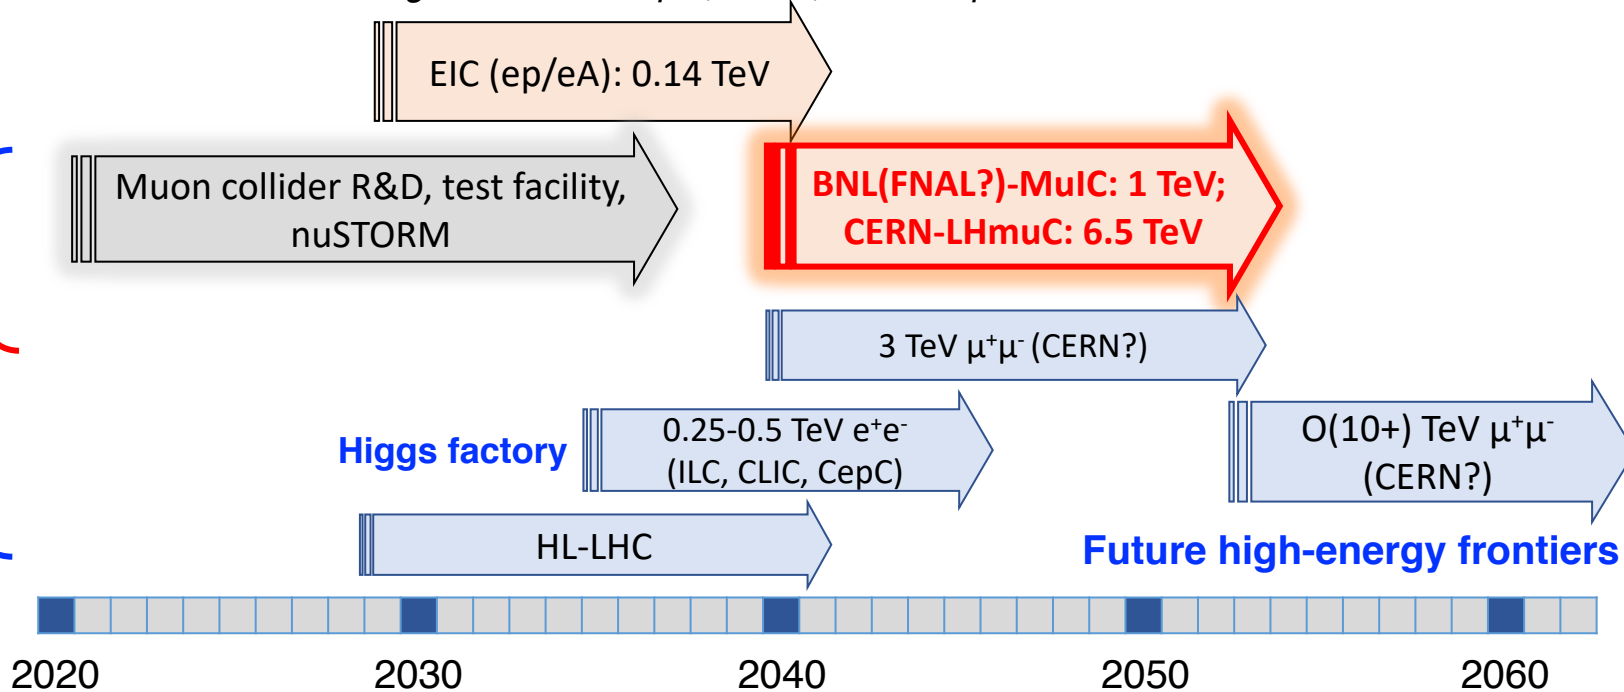 EIC (ep/eA): 0.14 TeV
Muon collider R&D, test facility,
nuSTORM
BNL(FNAL?)-MuIC: 1 TeV;
CERN-LHmuC: 6.5 TeV
3 TeV µ⁺µ⁻ (CERN?)
Higgs factory
0.25-0.5 TeV e⁺e⁻
(ILC, CLIC, CepC)
O(10+) TeV µ⁺µ⁻
(CERN?)
HL-LHC
Future high-energy frontiers
2020 2030 2040 2050 2060